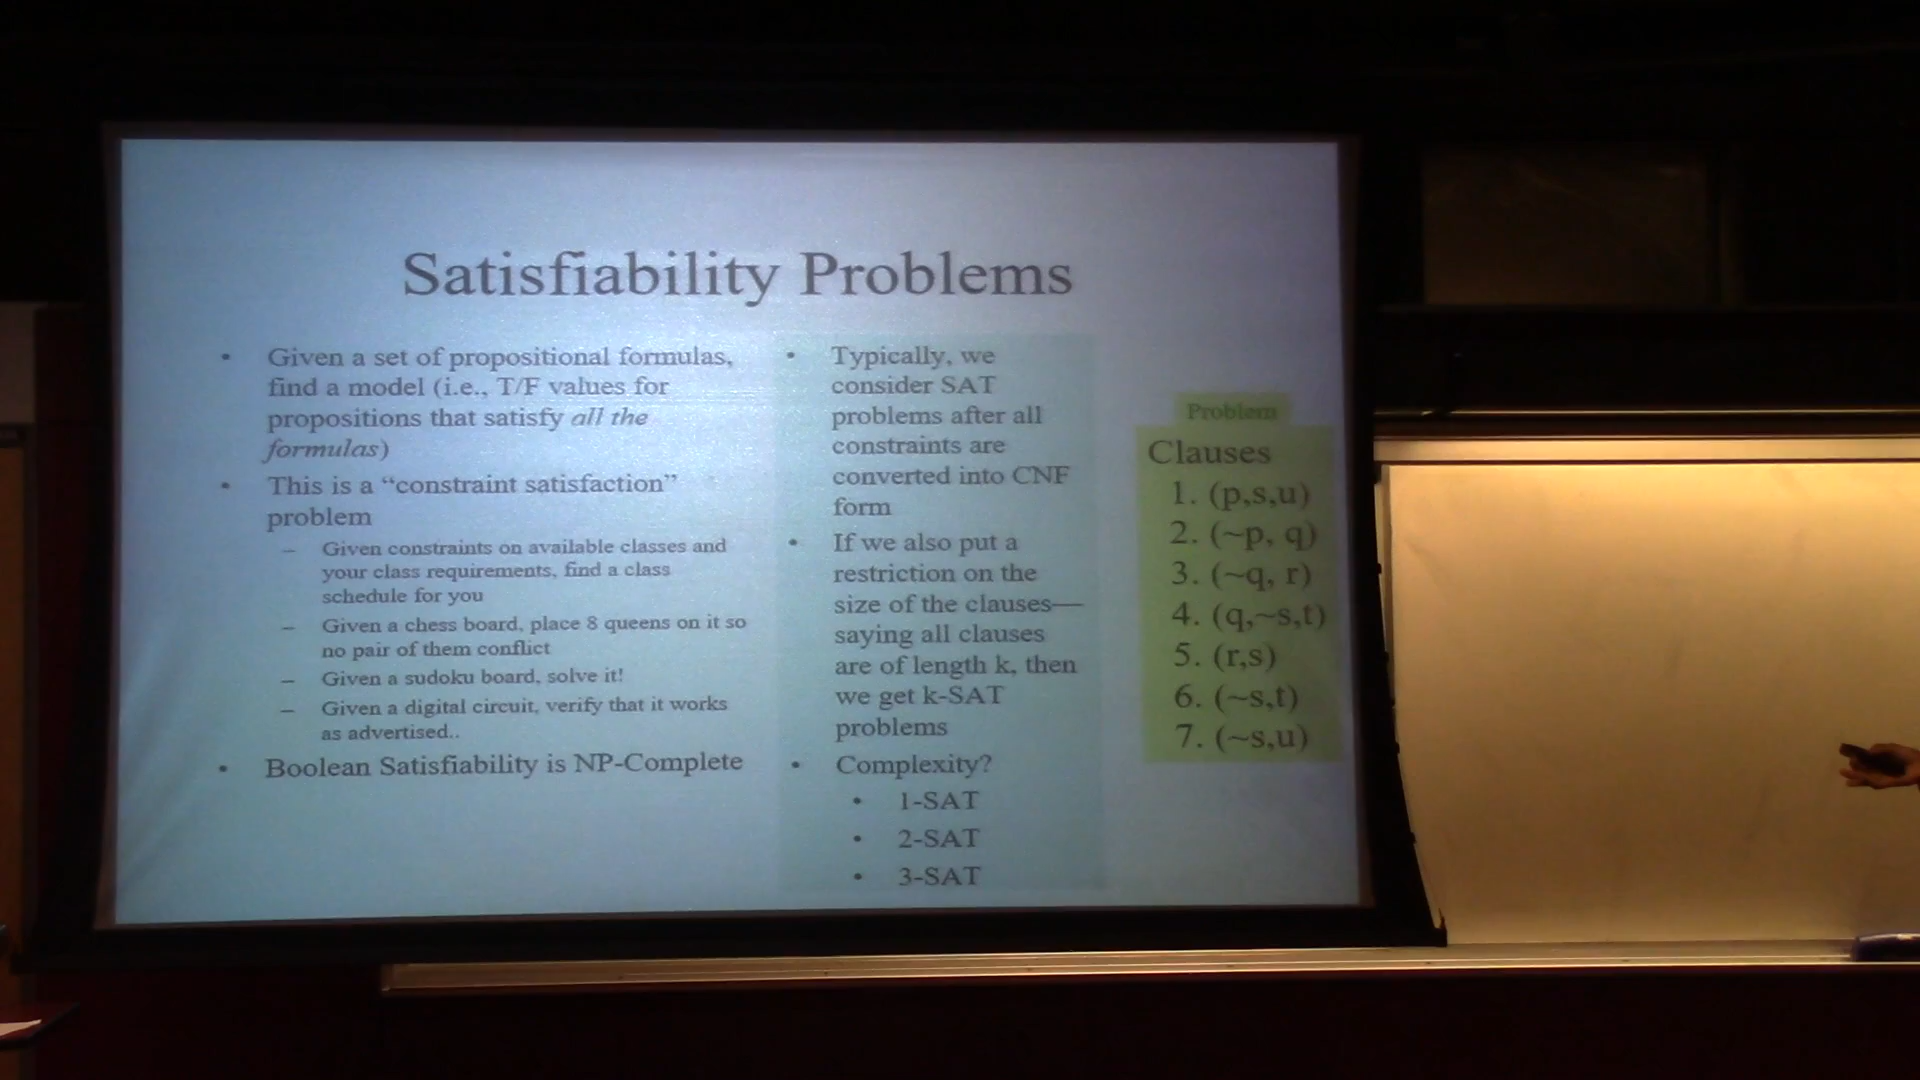 Satisfiability Problems
• Given a set of propositional formulas,
find a model (i.e., T/F values for
propositions that satisfy all the
formulas)
• This is a “constraint satisfaction”
problem
– Given constraints on available classes and
your class requirements, find a class
schedule for you
– Given a chess board, place 8 queens on it so
no pair of them conflict
– Given a sudoku board, solve it!
– Given a digital circuit, verify that it works
as advertised..
• Boolean Satisfiability is NP-Complete
• Typically, we
consider SAT
problems after all
constraints are
converted into CNF
form
• If we also put a
restriction on the
size of the clauses—
saying all clauses
are of length k, then
we get k-SAT
problems
• Complexity?
• 1-SAT
• 2-SAT
• 3-SAT
Problem
Clauses
1. (p,s,u)
2. (~p, q)
3. (~q, r)
4. (q,~s,t)
5. (r,s)
6. (~s,t)
7. (~s,u)